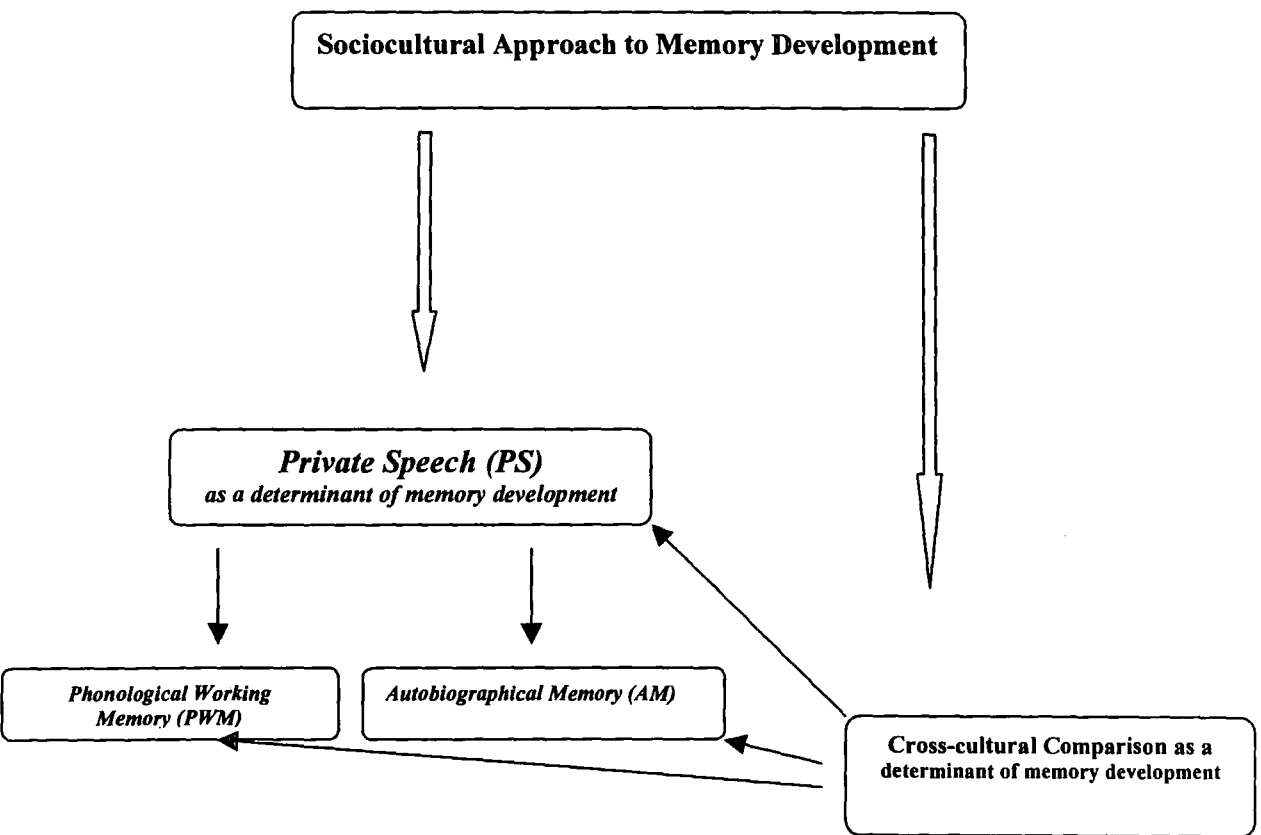 Sociocultural Approach to Memory Development
Private Speech (PS)
as a determinant of memory development
Phonological Working
Memory (PWM)
Autobiographical Memory (AM)
Cross-cultural Comparison as a
determinant of memory development